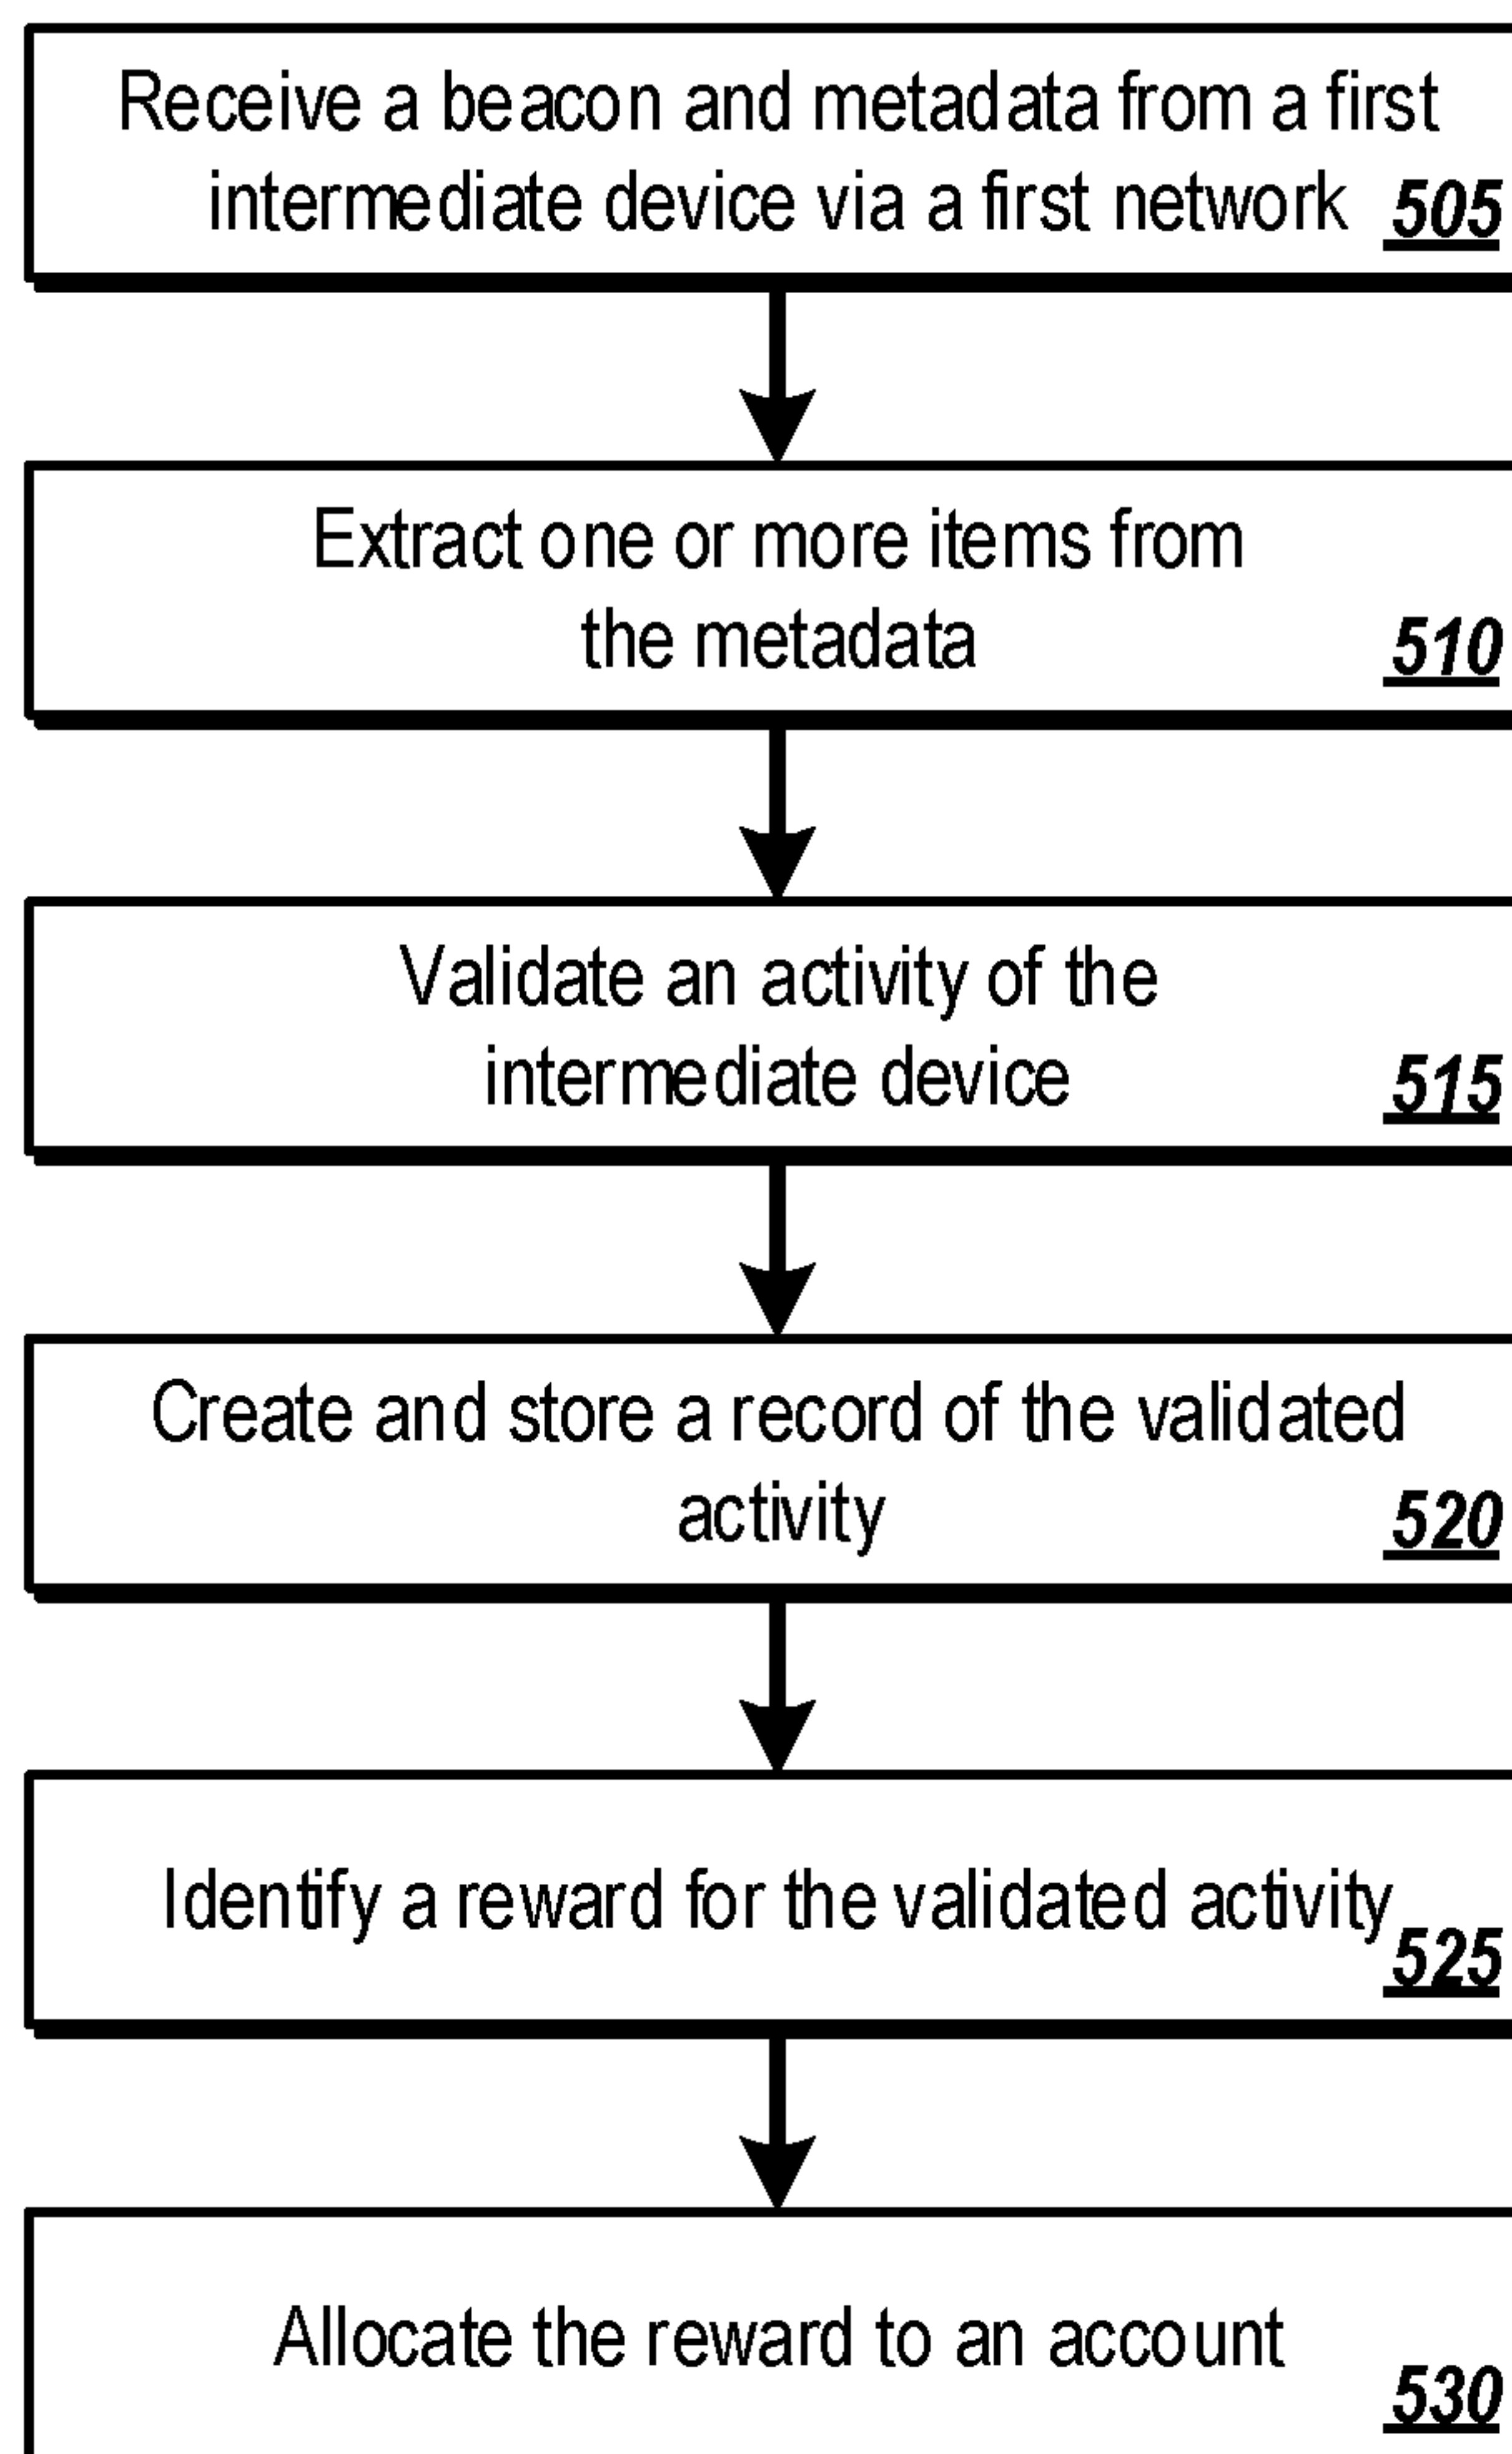 Receive a beacon and metadata from a first
intermediate device via a first network 505
Extract one or more items from
the metadata 510
Validate an activity of the
intermediate device 515
Create and store a record of the validated
activity 520
Identify a reward for the validated activity
525
Allocate the reward to an account
530